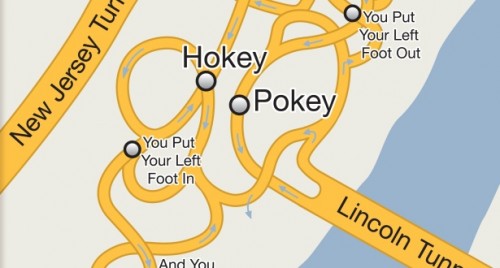 You Put
Your Left
Foot Out
Hokey
Pokey
New Jersey Tun
You Put
Your Left
Foot In
Lincoln Tunn
And You